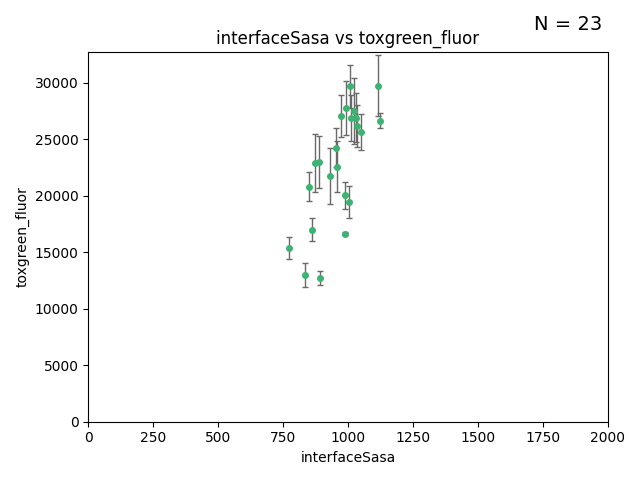 N = 23
interfaceSasa vs toxgreen_fluor
30000
25000
20000
15000
10000
5000
0
toxgreen_fluor
0 250 500 750 1000 1250 1500 1750 2000
interfaceSasa